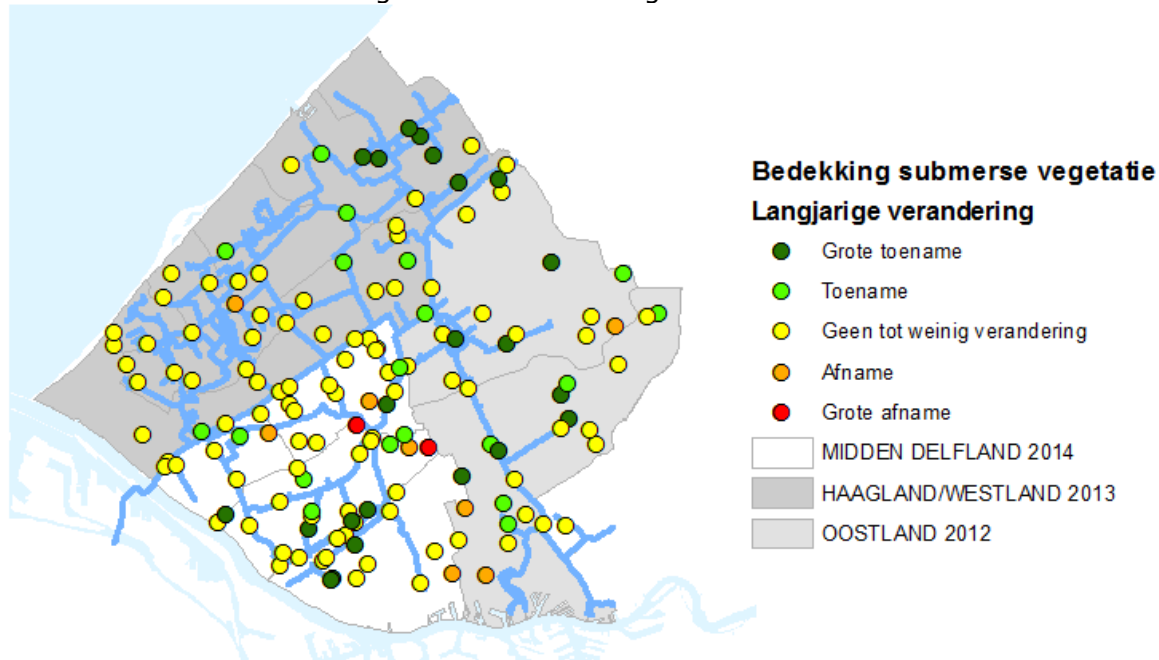 Bedekking submerse vegetatie
Langjarige verandering
Grote toename
Toename
Geen tot weinig verandering
Afname
Grote afname
MIDDEN DELFLAND 2014
HAAGLAND/WESTLAND 2013
OOSTLAND 2012